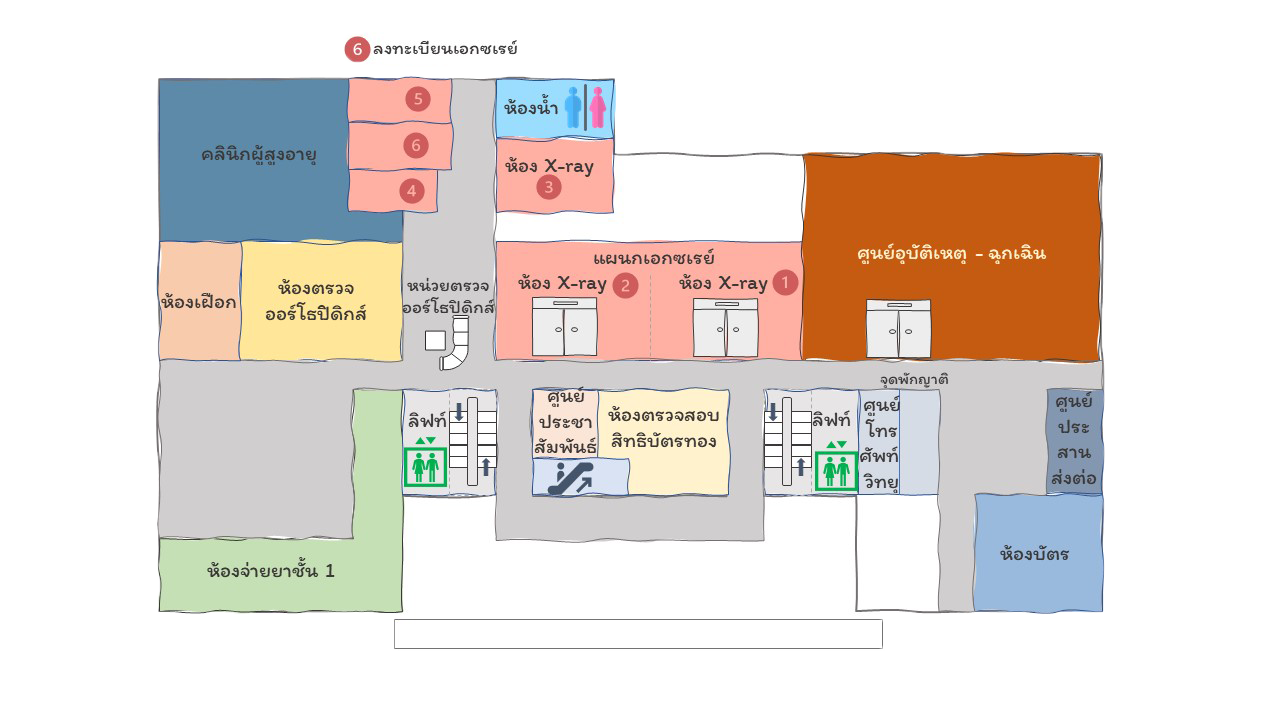 6 ลงทะเบียนเอกซเรย์
5
คลินิกผู้สูงอายุ
6
4
ห้องน้ำ
ห้อง X-ray
3
ศูนย์อุบัติเหตุ - ฉุกเฉิน
ห้องเฝือก
ห้องตรวจ
ออร์โธปิดิกส์
หน่วยตรวจ
ออร์โธปิดิกส์
แผนกเอกซเรย์
ห้อง X-ray 2
ห้อง X-ray 1
จุดพักญาติ
ลิฟท์
ศูนย์
ประชา
สัมพันธ์
ห้องตรวจสอบ
สิทธิบัตรทอง
ลิฟท์
ศูนย์
โทร
ศัพท์
วิทยุ
ศูนย์
ประ
สาน
ส่งต่อ
ห้องบัตร
ห้องจ่ายยาชั้น 1